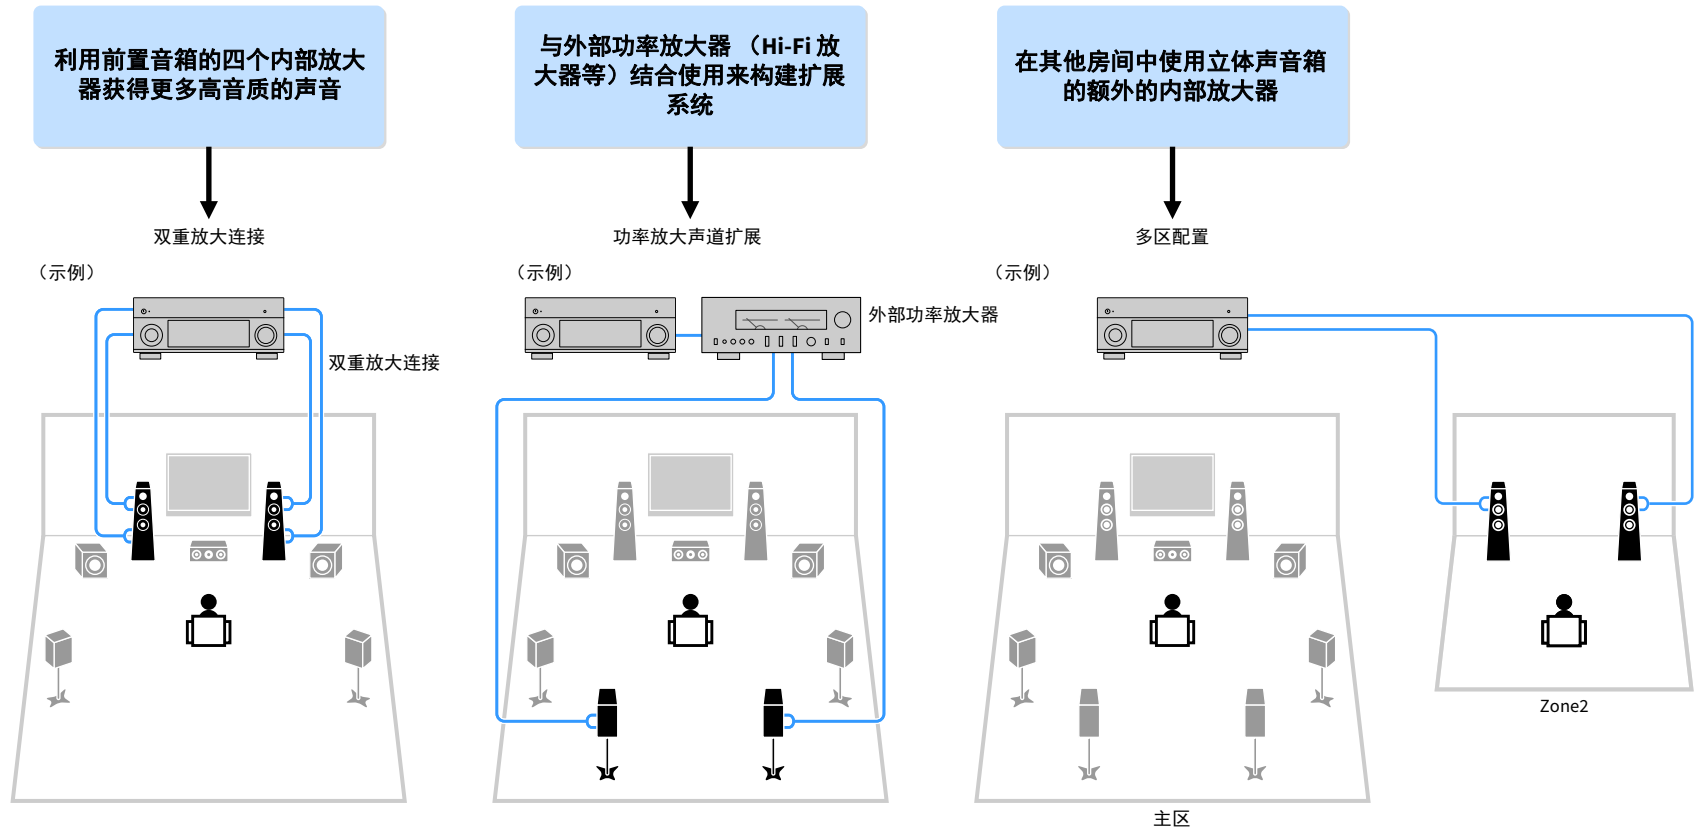 利用前置音箱的四个内部放大
器获得更多高音质的声音
与外部功率放大器 （Hi-Fi 放
大器等）结合使用来构建扩展
系统
在其他房间中使用立体声音箱
的额外的内部放大器
双重放大连接
功率放大声道扩展
多区配置
（示例）
（示例）
（示例）
双重放大连接
外部功率放大器
Zone2
主区